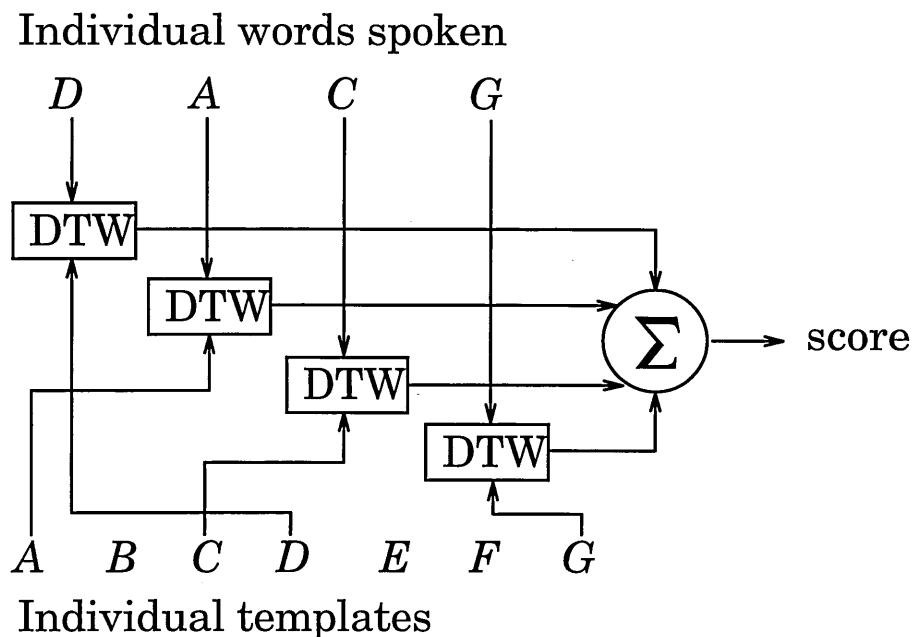 Individual words spoken
D A C G
DTW
DTW
DTW
DTW
Σ
score
A B C D E F G
Individual templates